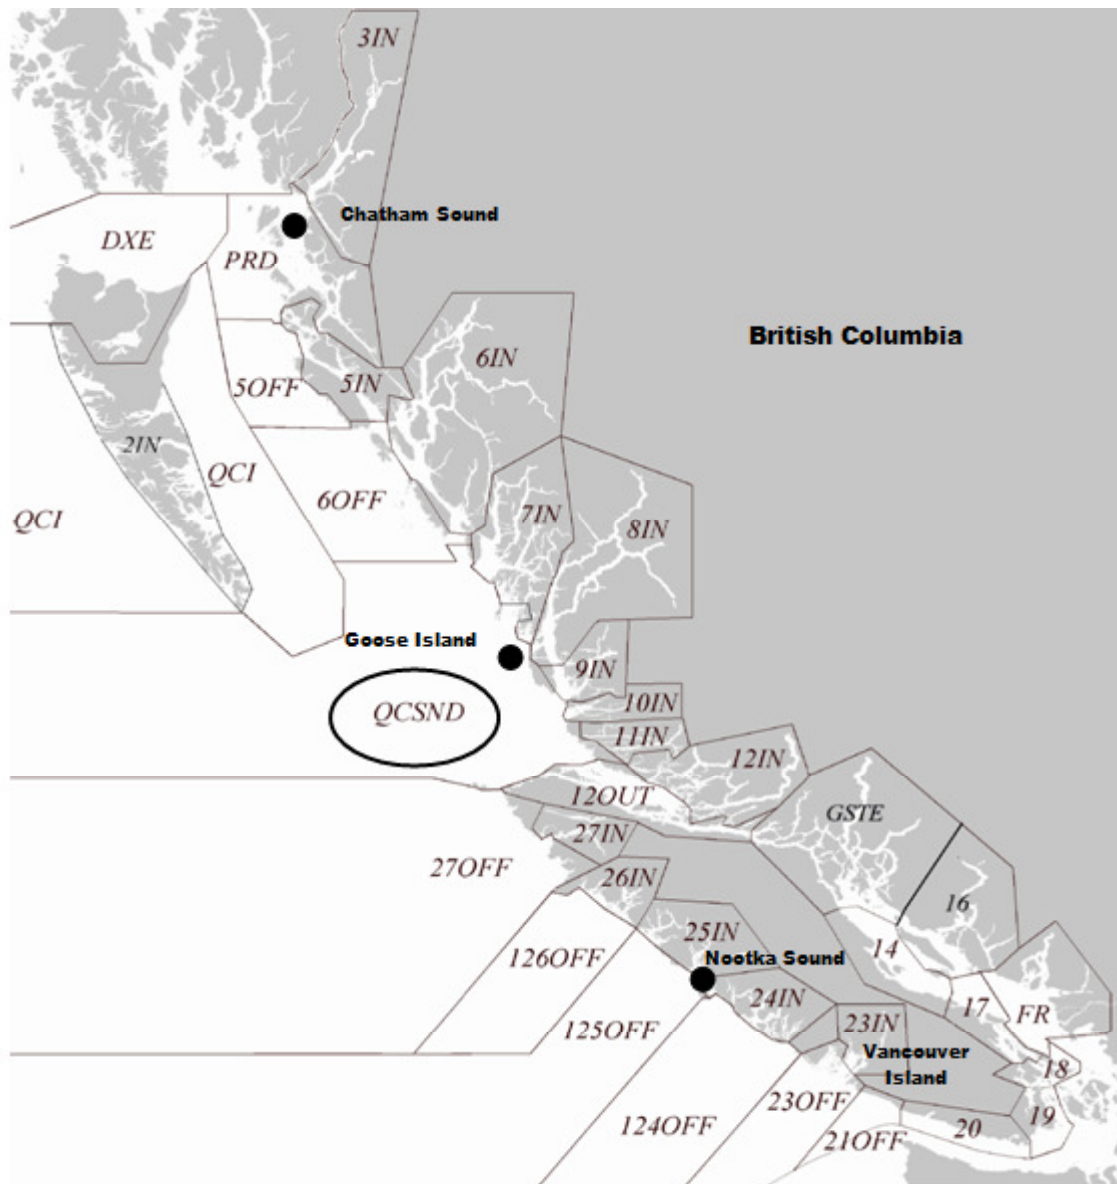 3IN
Chatham Sound
DXE
PRD
British Columbia
6IN
5OFF
5IN
2IN
QCI
6OFF
7IN
QCI
8IN
Goose Island
9IN
QCSND
10IN
11IN
12IN
12OUT
GSTE
27IN
27OFF
26IN
16
25IN
14
126OFF
Nootka Sound
24IN
17
FR
125OFF
23IN
Vancouver
Island
18
23OFF
19
124OFF
20
21OFF